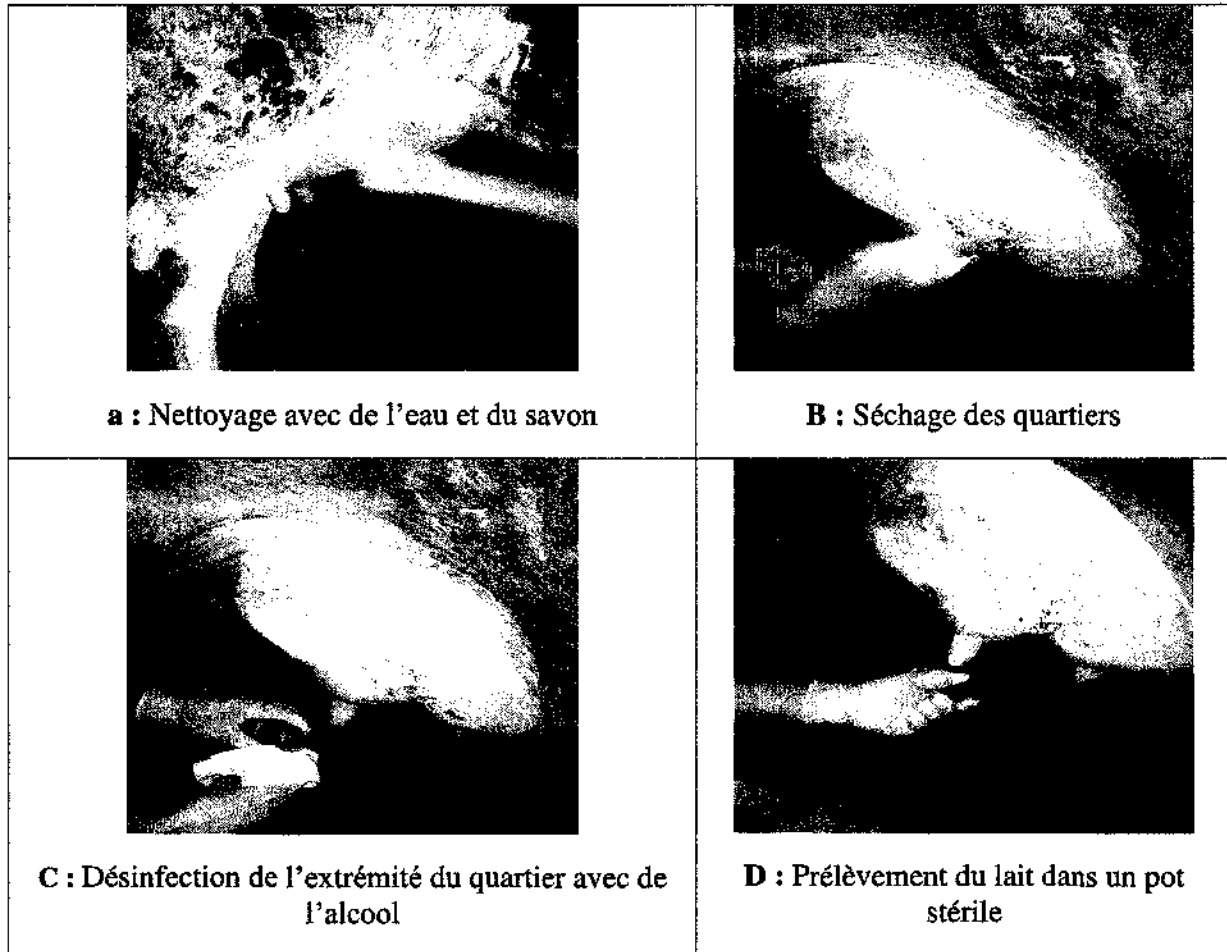 a : Nettoyage avec de l'eau et du savon
B : Séchage des quartiers
C : Désinfection de l'extrémité du quartier avec de
l'alcool
D : Prélèvement du lait dans un pot
stérile